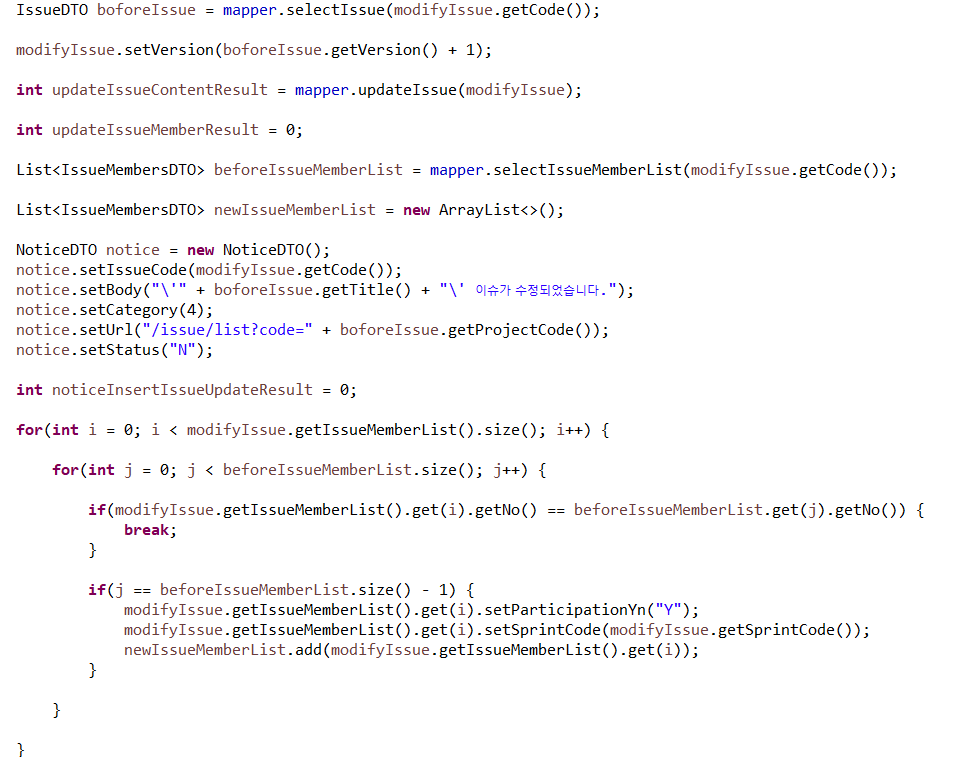 IssueDTO boforeIssue = mapper.selectIssue(modifyIssue.getCode());
modifyIssue.setVersion(boforeIssue.getVersion() + 1);
int updateIssueContentResult = mapper.updateIssue(modifyIssue);
int updateIssueMemberResult = 0;
List<IssueMembersDTO> beforeIssueMemberList = mapper.selectIssueMemberList(modifyIssue.getCode());
List<IssueMembersDTO> newIssueMemberList = new ArrayList<>();
NoticeDTO notice = new NoticeDTO();
notice.setIssueCode(modifyIssue.getCode());
notice.setBody("\'" + boforeIssue.getTitle() + "\' 이슈가 수정되었습니다.");
notice.setCategory(4);
notice.setUrl("/issue/list?code=" + boforeIssue.getProjectCode());
notice.setStatus("N");
int noticeInsertIssueUpdateResult = 0;
for(int i = 0; i < modifyIssue.getIssueMemberList().size(); i++) {
for(int j = 0; j < beforeIssueMemberList.size(); j++) {
if(modifyIssue.getIssueMemberList().get(i).getNo() == beforeIssueMemberList.get(j).getNo()) {
break;
}
if(j == beforeIssueMemberList.size() - 1) {
modifyIssue.getIssueMemberList().get(i).setParticipationYn("Y");
modifyIssue.getIssueMemberList().get(i).setSprintCode(modifyIssue.getSprintCode());
newIssueMemberList.add(modifyIssue.getIssueMemberList().get(i));
}
}
}